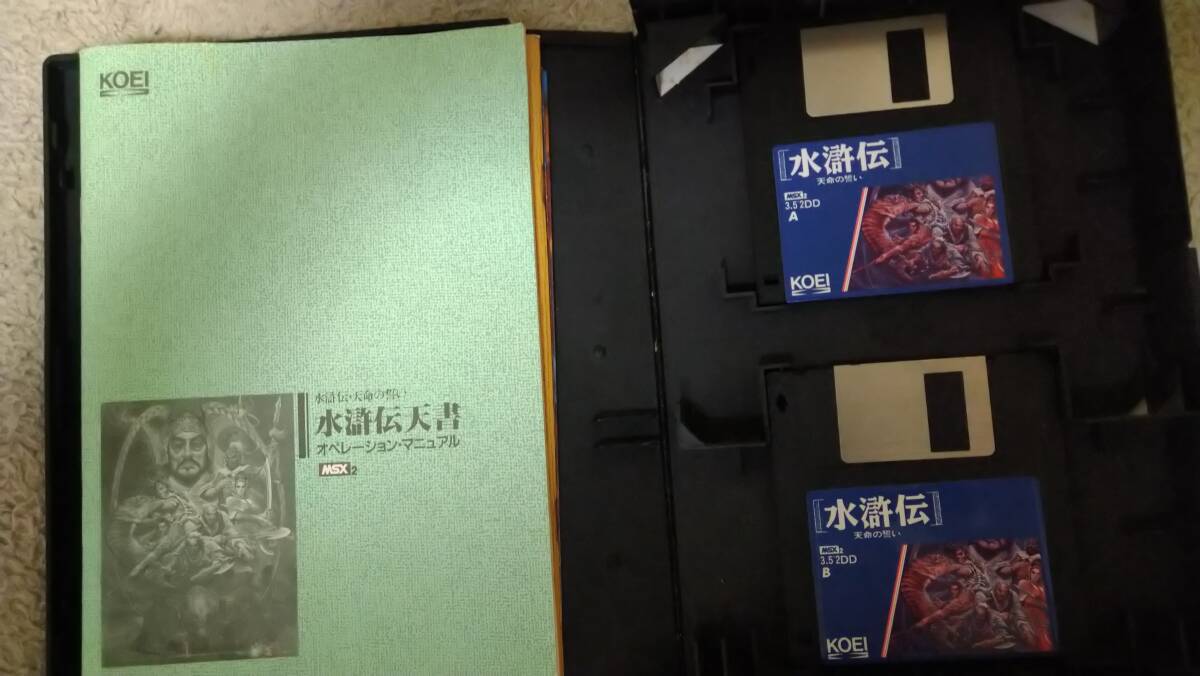 KOEI
水滸伝・天命の誓い
水滸伝天書
オペレーション・マニュアル
MSX2
[水滸伝]
天命の誓い
MSX2
3.5"2DD
A
KOEI
[水滸伝]
天命の誓い
MSX2
3.5"2DD
B
KOEI